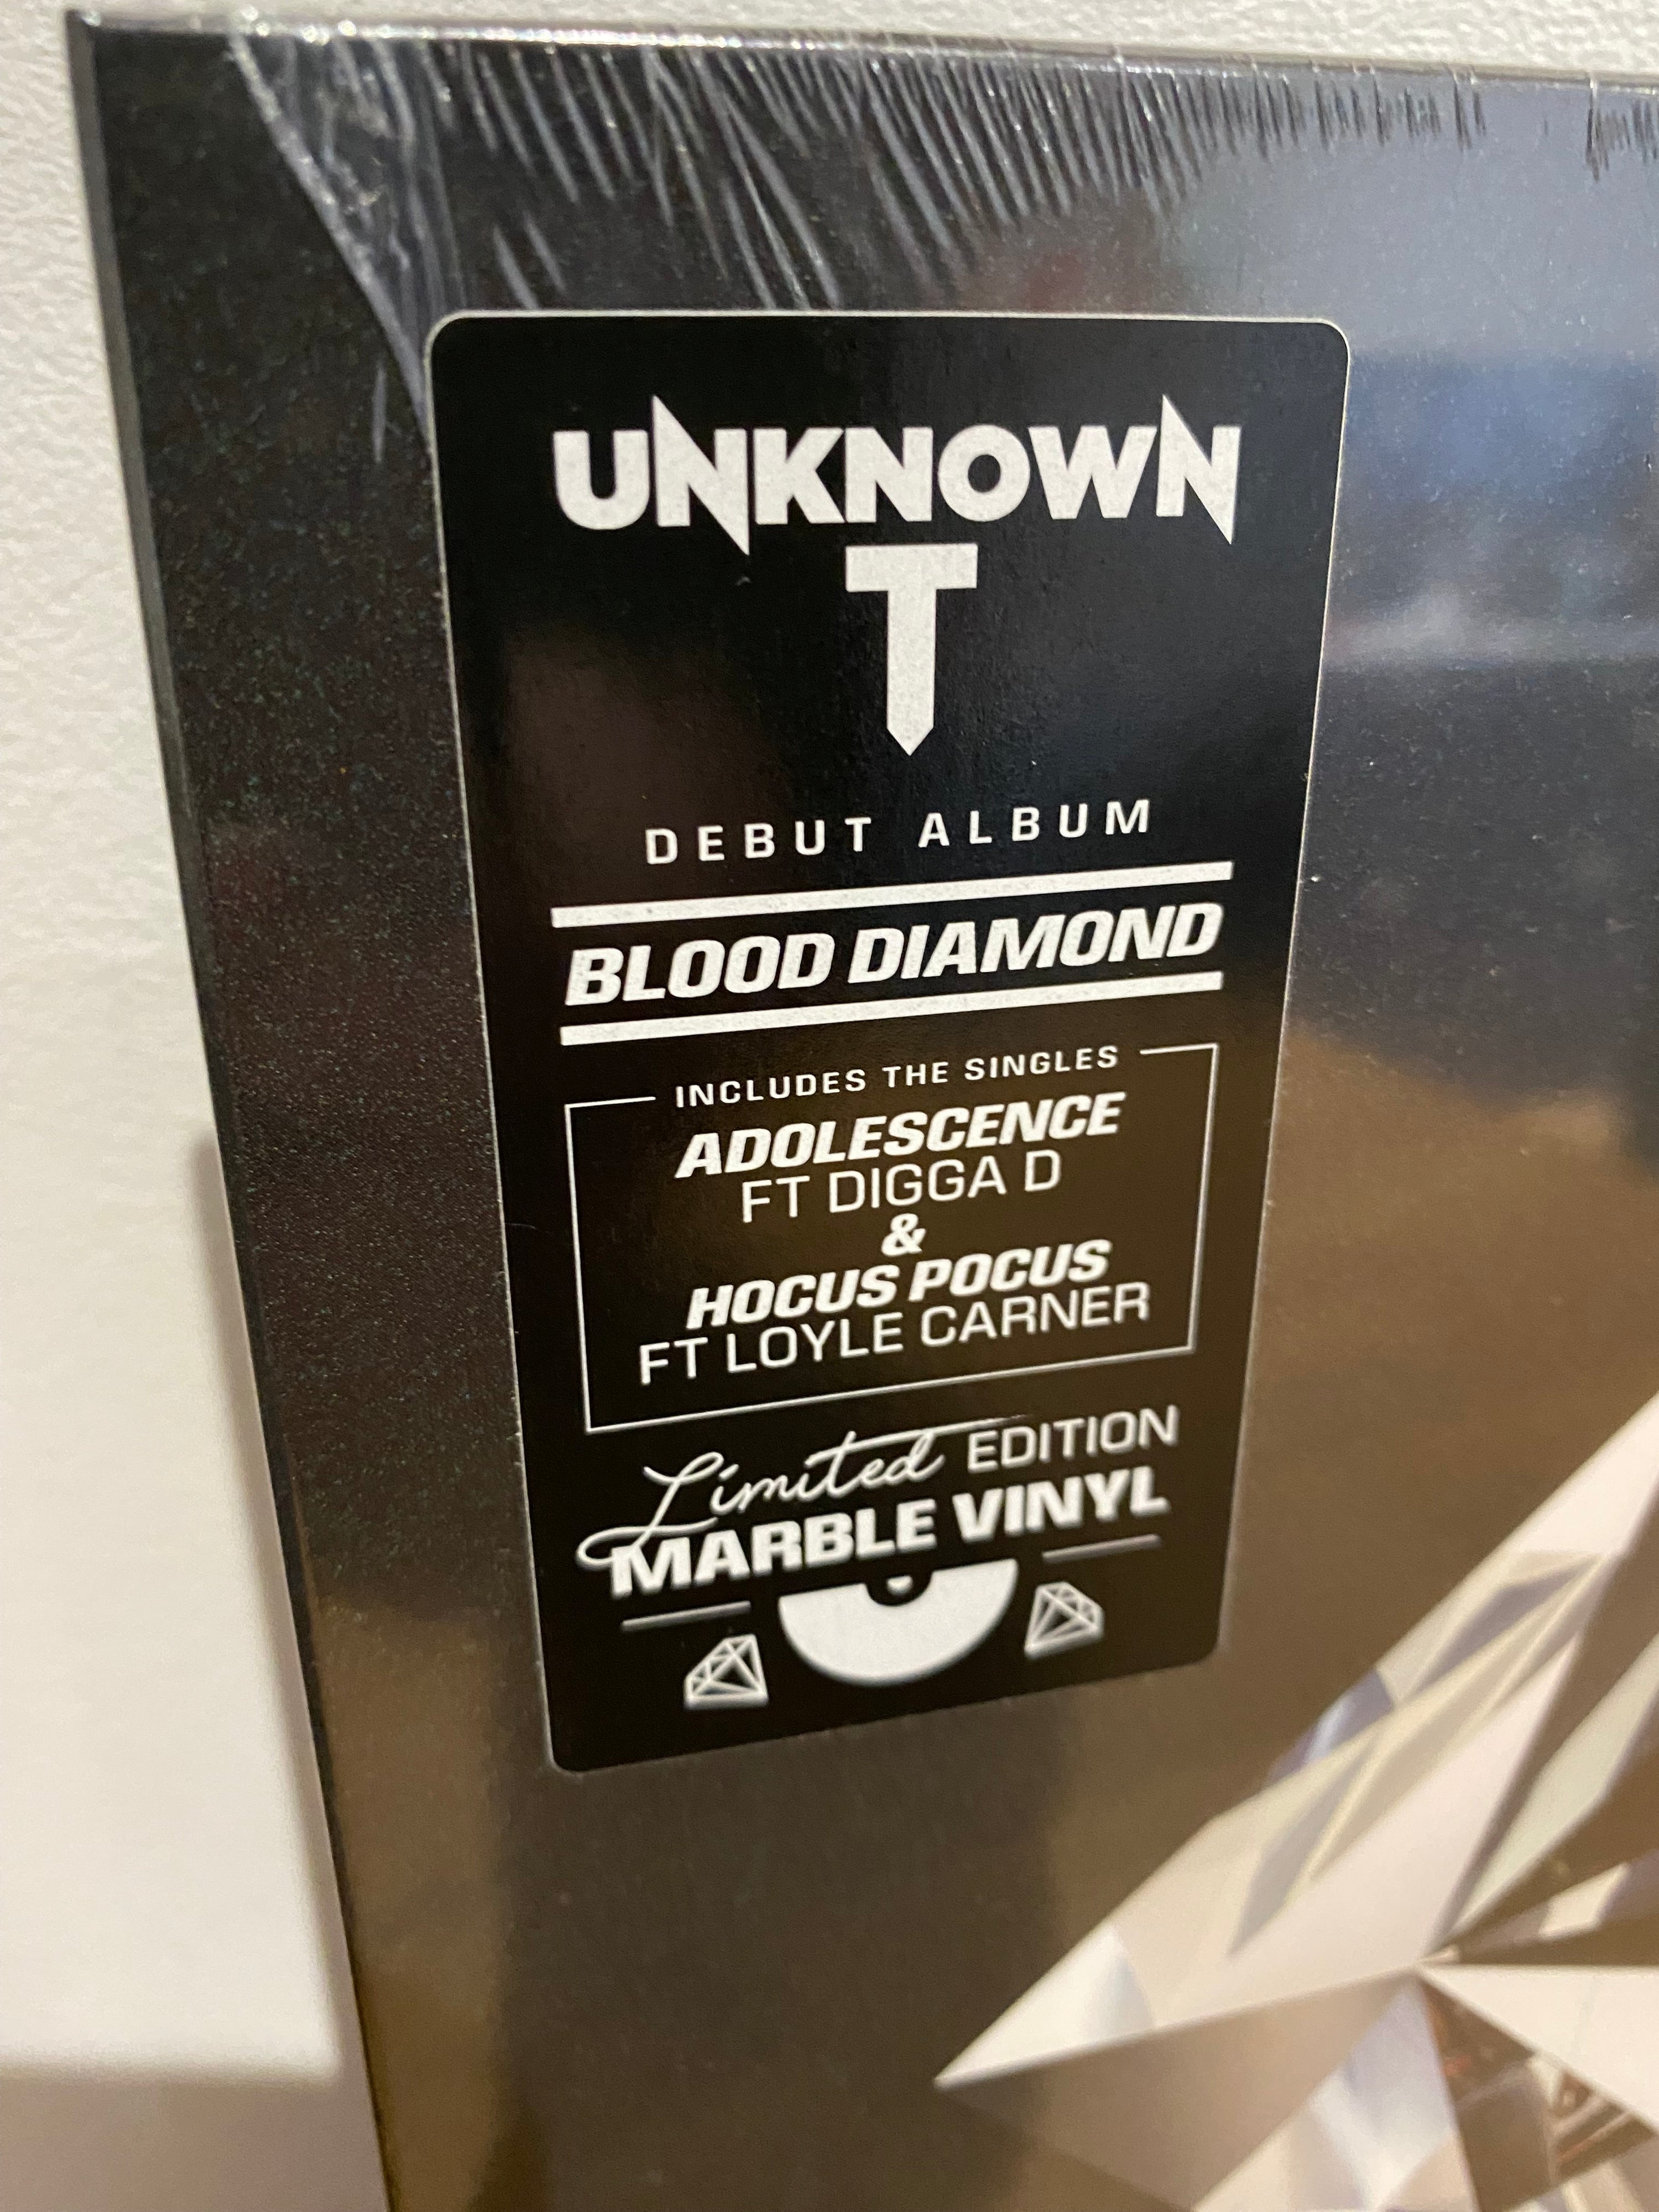 UNKNOWN
T
DEBUT ALBUM
BLOOD DIAMOND
INCLUDES THE SINGLES
ADOLESCENCE
FT DIGGA D
&
HOCUS POCUS
FT LOYLE CARNER
Limited EDITION
MARBLE VINYL